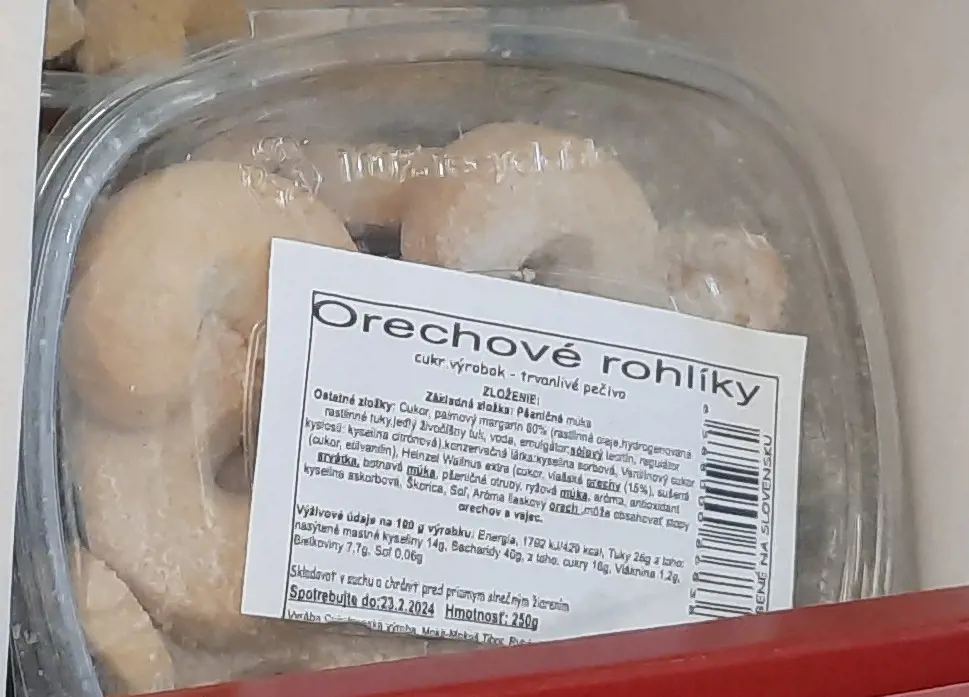 Orechové rohlíky
cukr.výrobok - trvanlivé pečivo
ZLOŽENIE:
Základná zložka: Pšeničná múka
Ostatné zložky: Cukor, palmový margarín 80% (rastlinné oleje, hydrogenované
rastlinné tuky, jedlý živočíšny tuk, voda, emulgátor: sójový lecitín, regulátor
kyslosti: kyselina citrónová), konzervačná látka: kyselina sorbová, Vanilínový cukor
(cukor, etilvanilín), Heinzel Wallnus extra (cukor, vlašské orechy (15%), sušená
srvátka, bôbová múka, pšeničné otruby, ryžová múka, aróma, antioxidant
kyselina askorbová, Škorica, Soľ, Aróma lieskový orech, môže obsahovať stopy
orechov a vajec.
Výživové údaje na 100 g výrobku: Energia, 1792 kJ/429 kcal, Tuky 26g z toho:
nasýtené mastné kyseliny 14g, Sacharidy 40g, z toho: cukry 16g, Vláknina 1,2g,
Bielkoviny 7,7g, Soľ 0,06g
Skladovať v suchu a chrániť pred priamym slnečným žiarením
Spotrebujte do:23.2.2024 Hmotnosť: 250g
Vyrába výroba
NA SLOVENSKU